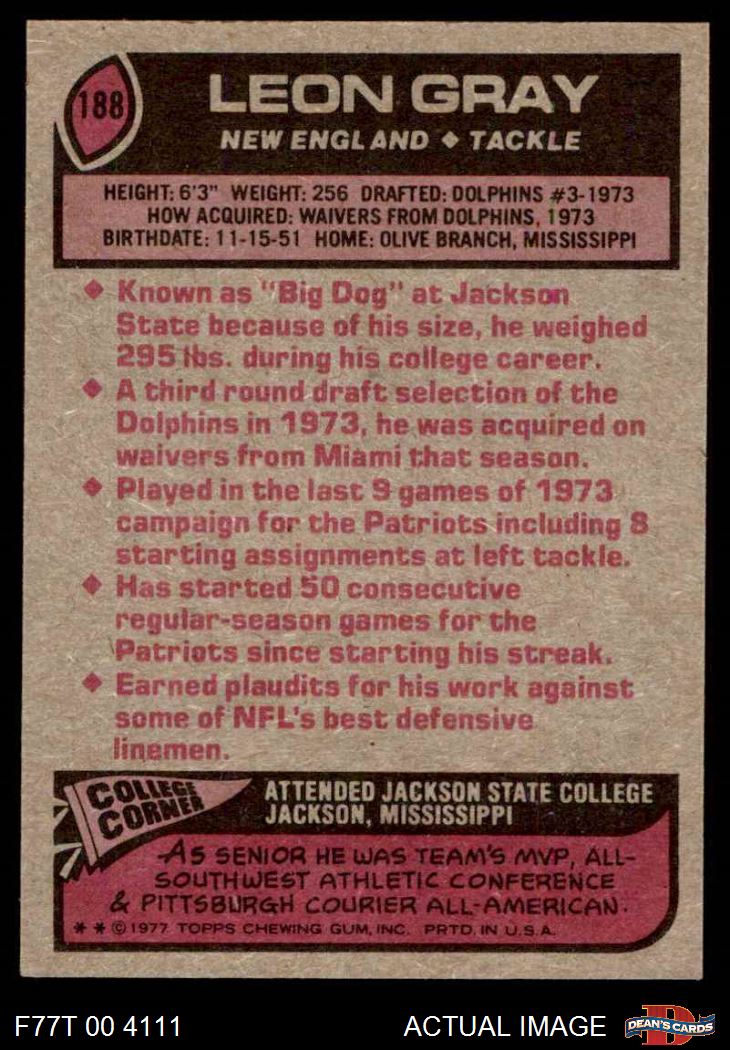 188
LEON GRAY
NEW ENGLAND ◆ TACKLE
HEIGHT: 6'3" WEIGHT: 256 DRAFTED: DOLPHINS #3-1973
HOW ACQUIRED: WAIVERS FROM DOLPHINS, 1973
BIRTHDATE: 11-15-51 HOME: OLIVE BRANCH, MISSISSIPPI
◆ Known as "Big Dog" at Jackson
State because of his size, he weighed
295 lbs. during his college career.
◆ A third round draft selection of the
Dolphins in 1973, he was acquired on
waivers from Miami that season.
◆ Played in the last 9 games of 1973
campaign for the Patriots including 8
starting assignments at left tackle.
◆ Has started 50 consecutive
regular-season games for the
Patriots since starting his streak.
◆ Earned plaudits for his work against
some of NFL's best defensive
linemen.
COLLEGE
CORNER
ATTENDED JACKSON STATE COLLEGE
JACKSON, MISSISSIPPI
AS SENIOR HE WAS TEAM'S MVP, ALL-
SOUTHWEST ATHLETIC CONFERENCE
& PITTSBURGH COURIER ALL-AMERICAN.
* * © 1977 TOPPS CHEWING GUM, INC. PRTD. IN U.S.A.
F77T 00 4111
ACTUAL IMAGE
D
DEAN'S CARDS